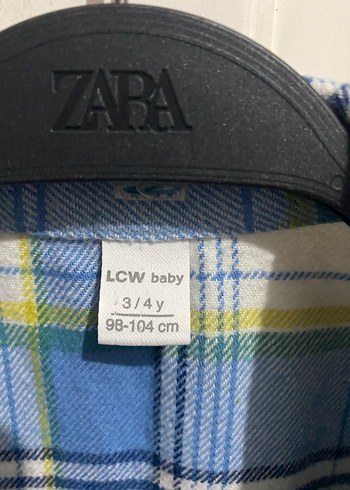 ZARA
LCW baby
3/4 y
98-104 cm